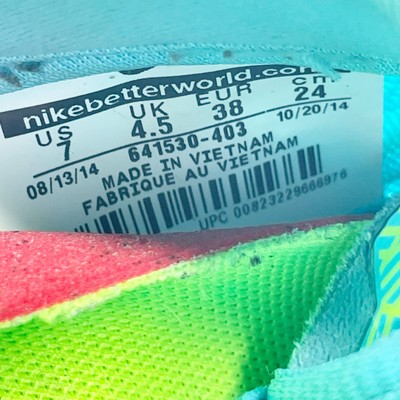 nikebetterworld.com
US UK EUR CM
7 4.5 38 24
08/13/14 641530-403 10/20/14
MADE IN VIETNAM
FABRIQUE AU VIETNAM
UPC 00823229666976